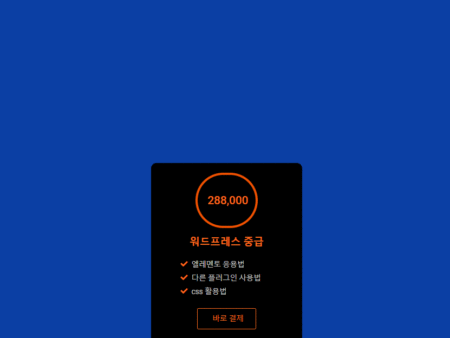 288,000
워드프레스 중급
엘레멘토 응용법
다른 플러그인 사용법
css 활용법
바로 결제